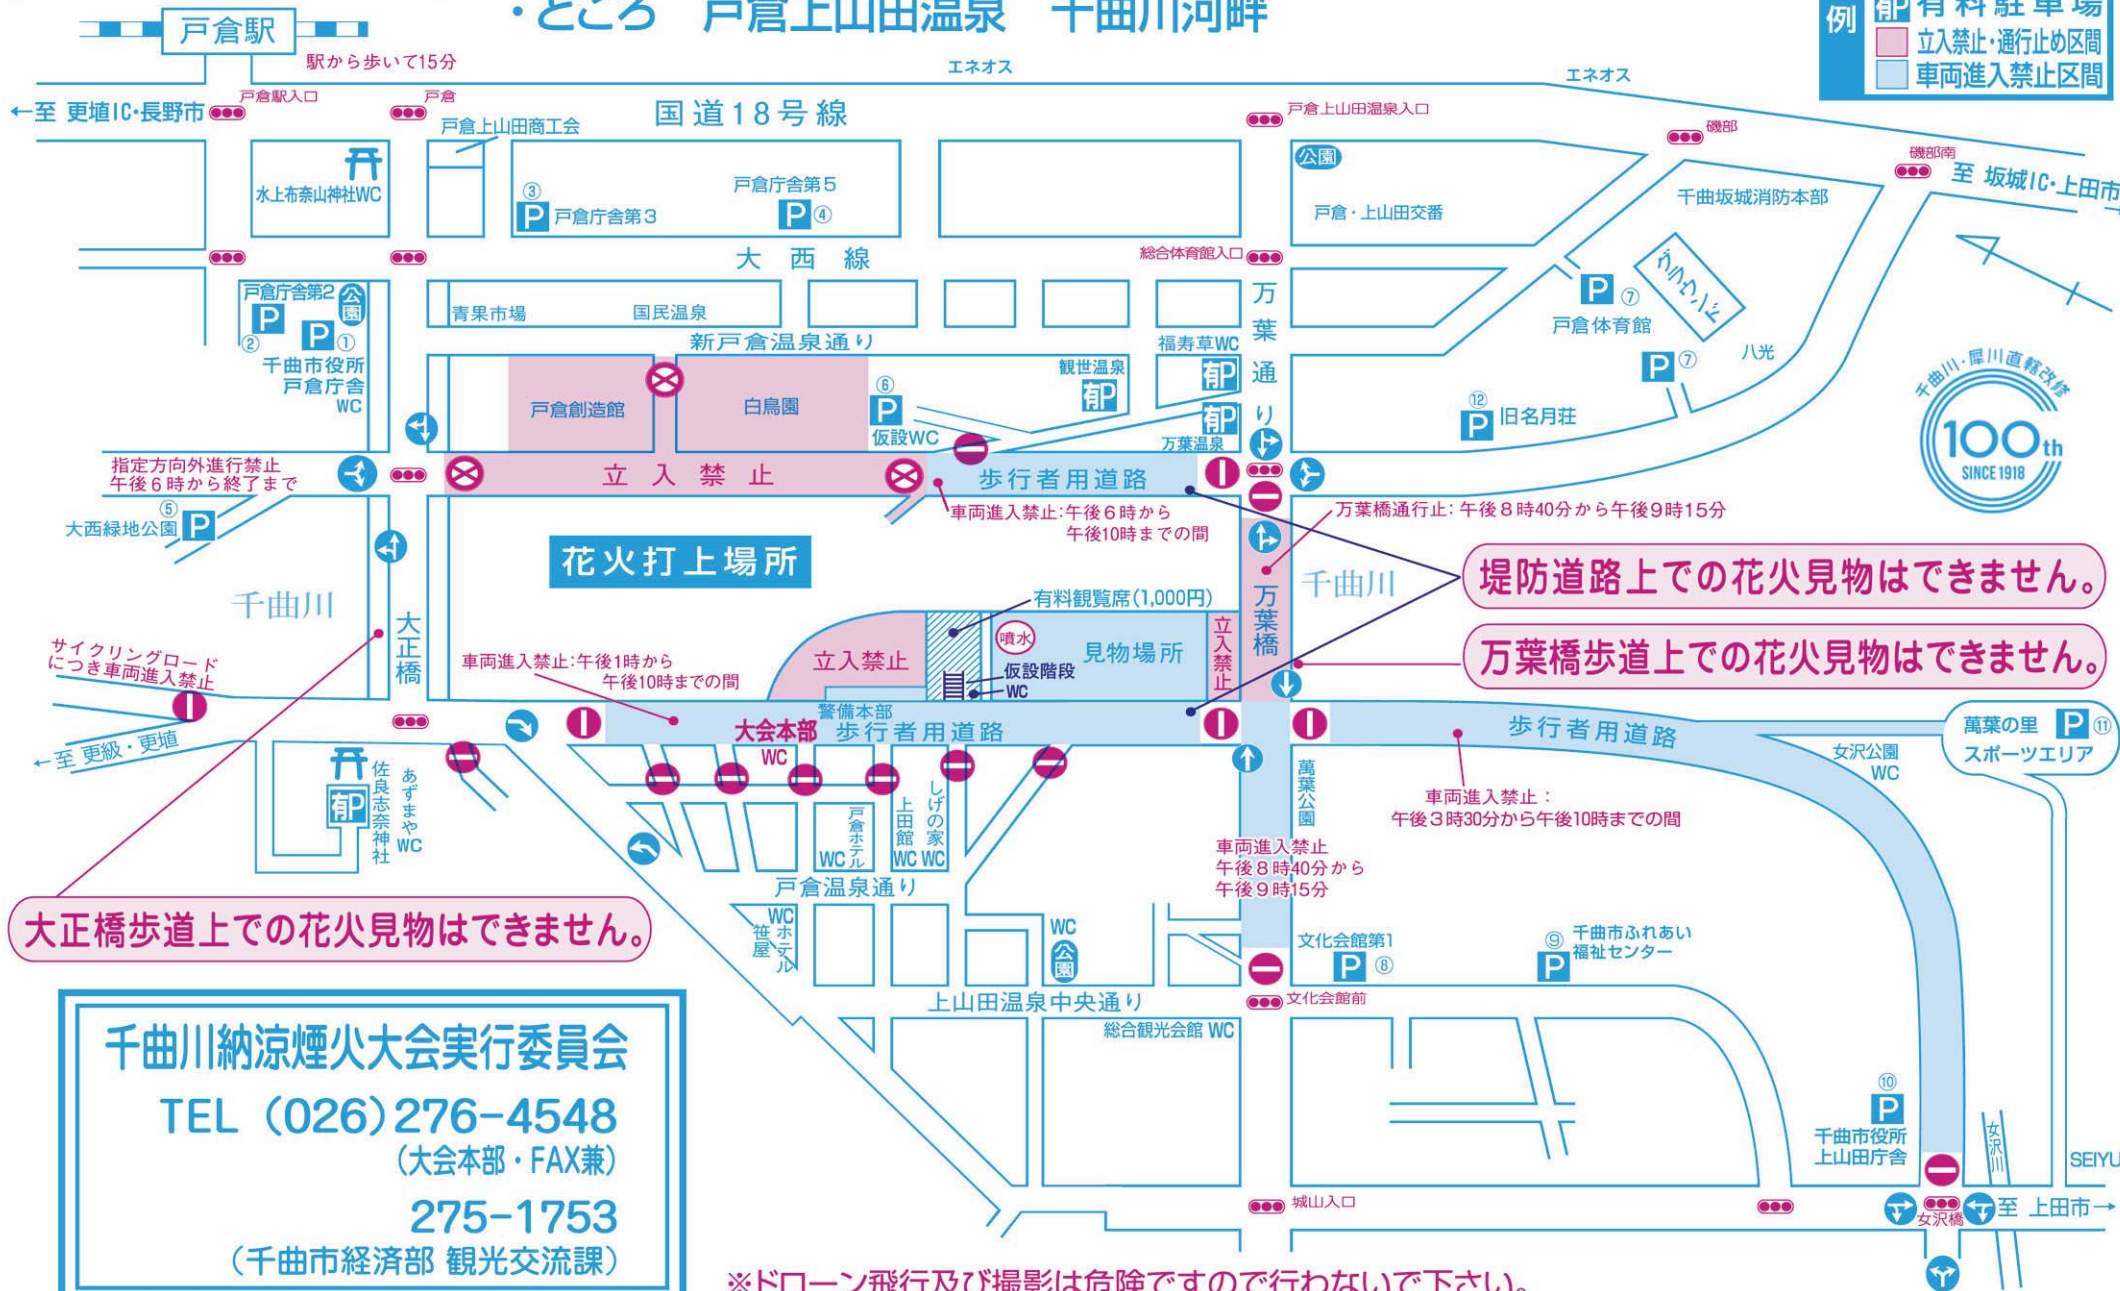 ・ところ　戸倉上山田温泉　千曲川河畔
例
有P 有料駐車場
立入禁止・通行止め区間
車両進入禁止区間
戸倉駅
駅から歩いて15分
エネオス
エネオス
←至 更埴IC・長野市
戸倉駅入口
戸倉
国道18号線
戸倉上山田温泉入口
磯部
磯部南
至 坂城IC・上田市
戸倉上山田商工会
公園
水上布奈山神社WC
③
P 戸倉庁舎第3
戸倉庁舎第5
P ④
戸倉・上山田交番
千曲坂城消防本部
大西線
総合体育館入口
戸倉庁舎第2
公園
P
②
P ①
千曲市役所
戸倉庁舎
WC
青果市場
国民温泉
万葉通り
P ⑦
戸倉体育館
グラウンド
新戸倉温泉通り
福寿草WC
有P
観世温泉
有P
有P
万葉温泉
P ⑦
八光
戸倉創造館
白鳥園
⑥
P
仮設WC
⑫
P 旧名月荘
千曲川・犀川直轄改修
100th
SINCE 1918
指定方向外進行禁止
午後6時から終了まで
立入禁止
歩行者用道路
⑤
大西緑地公園 P
車両進入禁止:午後6時から
午後10時までの間
万葉橋通行止:午後8時40分から午後9時15分
花火打上場所
千曲川
千曲川
堤防道路上での花火見物はできません。
大正橋
有料観覧席(1,000円)
万葉橋
サイクリングロード
につき車両進入禁止
車両進入禁止:午後1時から
午後10時までの間
立入禁止
噴水
見物場所
立入禁止
仮設階段
WC
万葉橋歩道上での花火見物はできません。
警備本部
大会本部
WC
歩行者用道路
歩行者用道路
萬葉の里 P ⑪
スポーツエリア
←至 更級・更埴
女沢公園
WC
有P
佐良志奈神社
あずまやWC
戸倉ホテル
WC
上田館
WC
しげの家
WC
萬葉公園
車両進入禁止：
午後3時30分から午後10時までの間
車両進入禁止
午後8時40分から
午後9時15分
戸倉温泉通り
大正橋歩道上での花火見物はできません。
WC
笹屋ホテル
WC
公園
文化会館第1
P ⑧
⑨
P
千曲市ふれあい
福祉センター
上山田温泉中央通り
文化会館前
総合観光会館 WC
千曲川納涼煙火大会実行委員会
TEL (026)276-4548
(大会本部・FAX兼)
275-1753
(千曲市経済部 観光交流課)
⑩
P
千曲市役所
上山田庁舎
女沢川
SEIYU
城山入口
女沢橋
至 上田市→
※ドローン飛行及び撮影は危険ですので行わないで下さい。